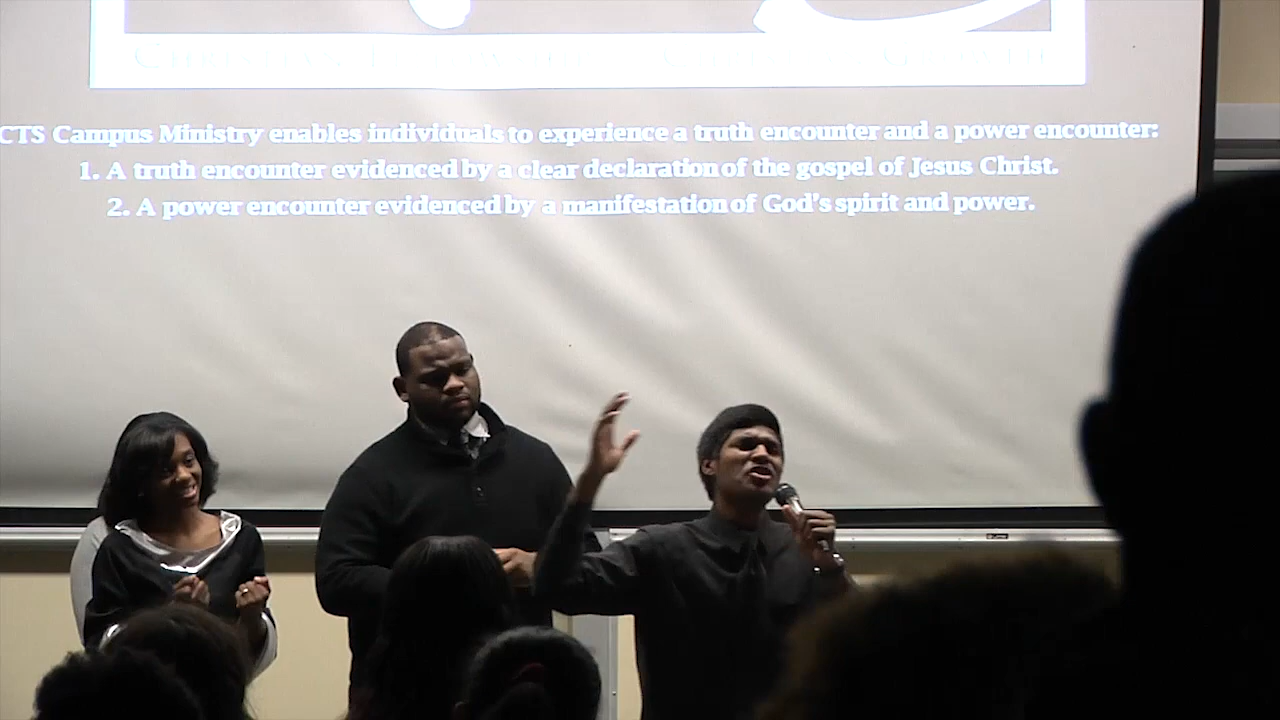 CTS Campus Ministry enables individuals to experience a truth encounter and a power encounter:
1. A truth encounter evidenced by a clear declaration of the gospel of Jesus Christ.
2. A power encounter evidenced by a manifestation of God's spirit and power.